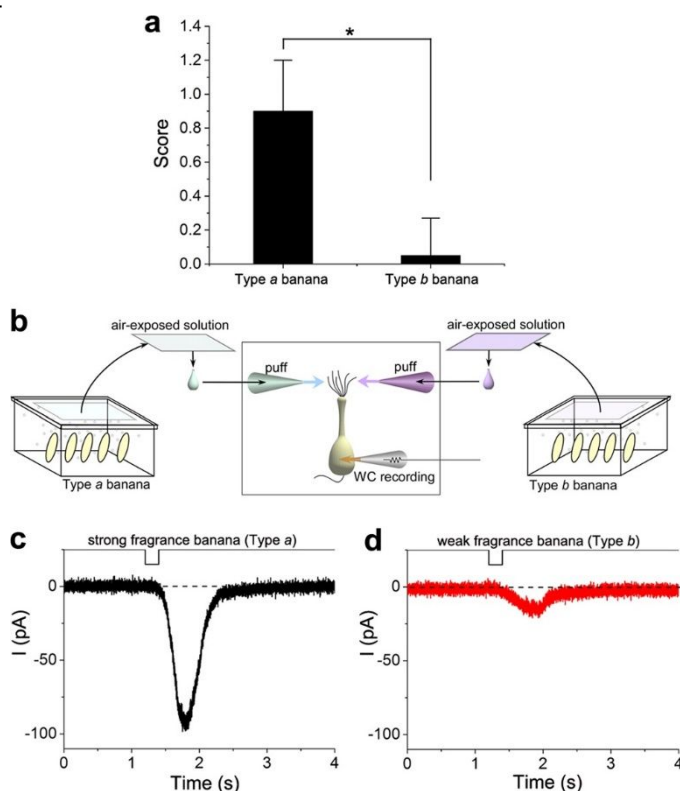 a
*
1.4
1.2
1.0
0.8
0.6
0.4
0.2
0.0
Score
Type a banana
Type b banana
b
air-exposed solution
air-exposed solution
puff
puff
WC recording
Type a banana
Type b banana
c
strong fragrance banana (Type a)
0
-50
-100
I (pA)
0 1 2 3 4
Time (s)
d
weak fragrance banana (Type b)
0
-50
-100
I (pA)
0 1 2 3 4
Time (s)